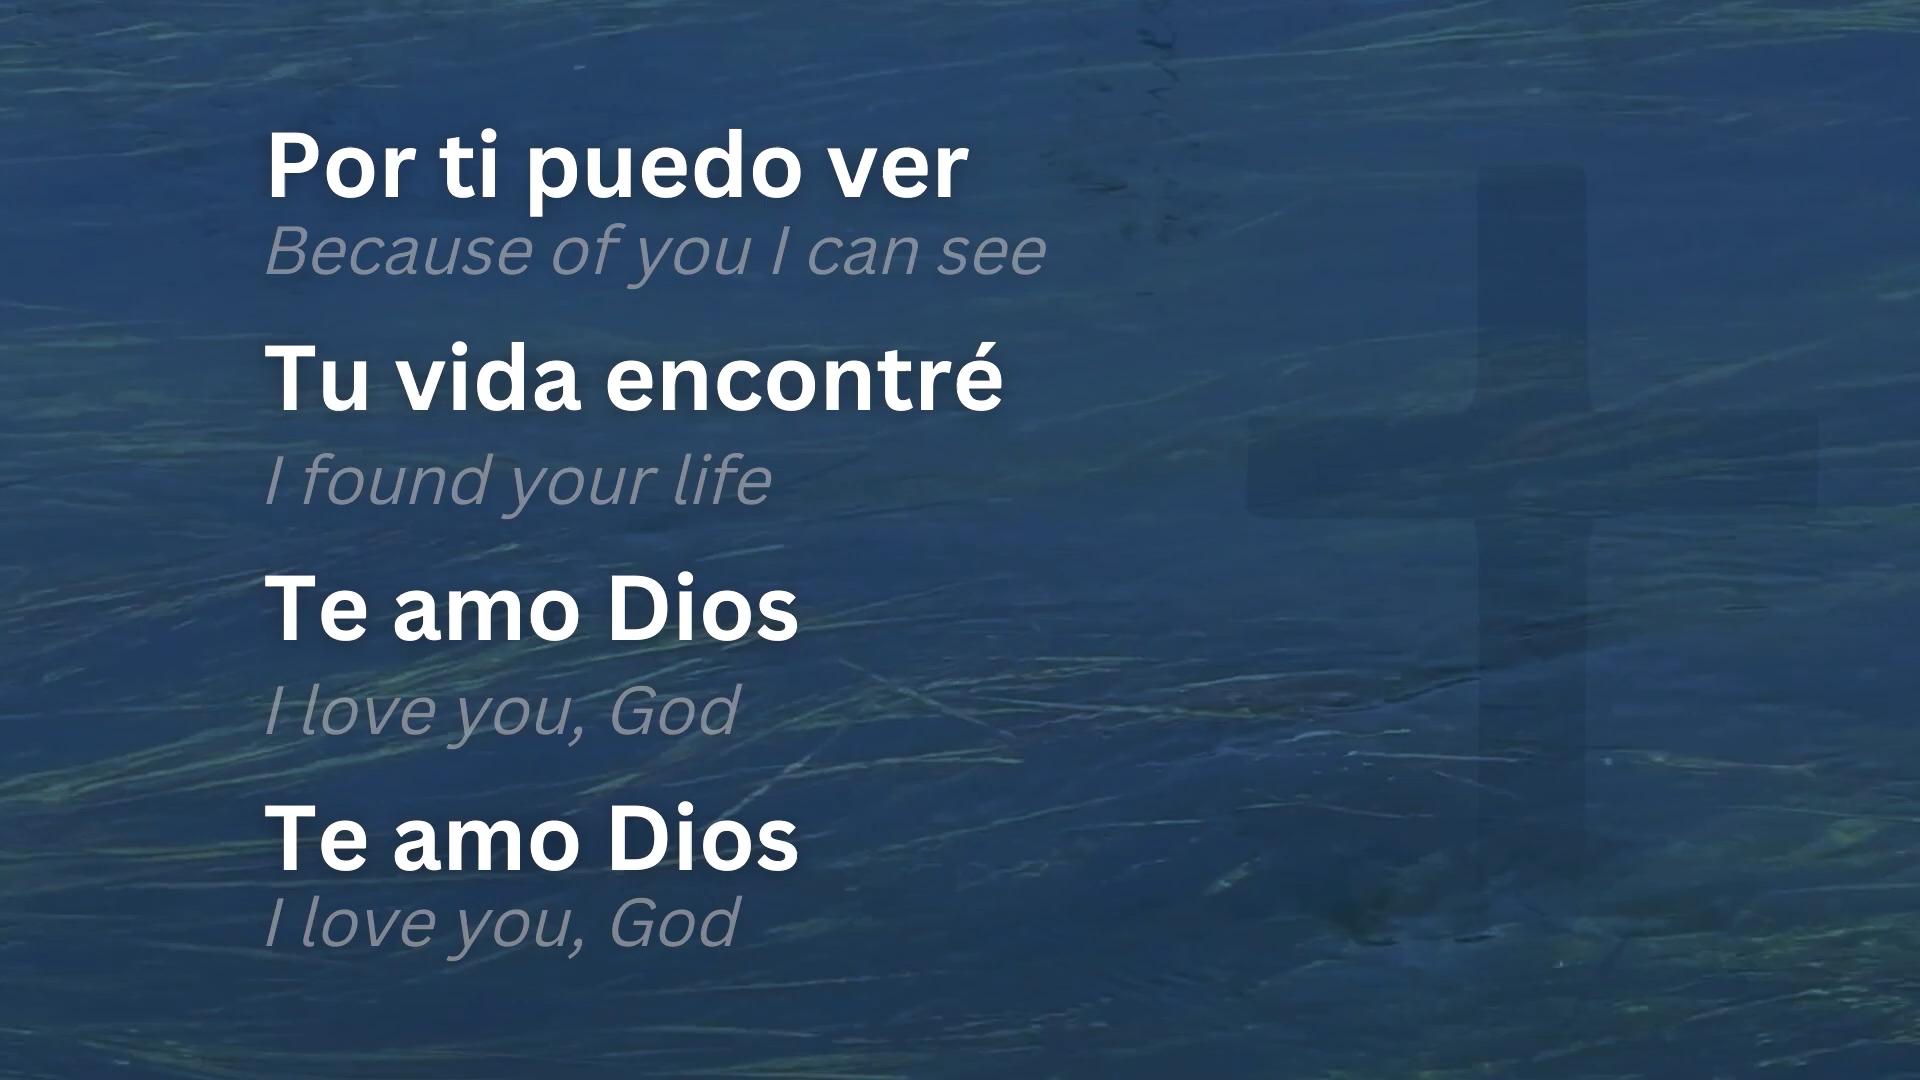 Por ti puedo ver
Because of you I can see
Tu vida encontré
I found your life
Te amo Dios
I love you, God
Te amo Dios
I love you, God